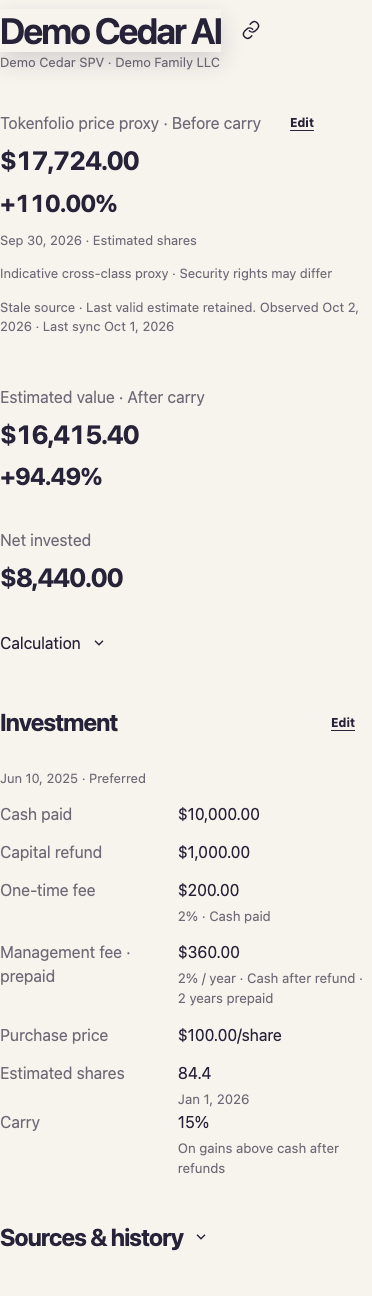 Demo Cedar AI
Demo Cedar SPV · Demo Family LLC
Tokenfolio price proxy · Before carry
Edit
$17,724.00
+110.00%
Sep 30, 2026 · Estimated shares
Indicative cross-class proxy · Security rights may differ
Stale source · Last valid estimate retained. Observed Oct 2,
2026 · Last sync Oct 1, 2026
Estimated value · After carry
$16,415.40
+94.49%
Net invested
$8,440.00
Calculation
Investment
Edit
Jun 10, 2025 · Preferred
Cash paid
$10,000.00
Capital refund
$1,000.00
One-time fee
$200.00
2% · Cash paid
Management fee ·
prepaid
$360.00
2% / year · Cash after refund ·
2 years prepaid
Purchase price
$100.00/share
Estimated shares
84.4
Jan 1, 2026
Carry
15%
On gains above cash after
refunds
Sources & history